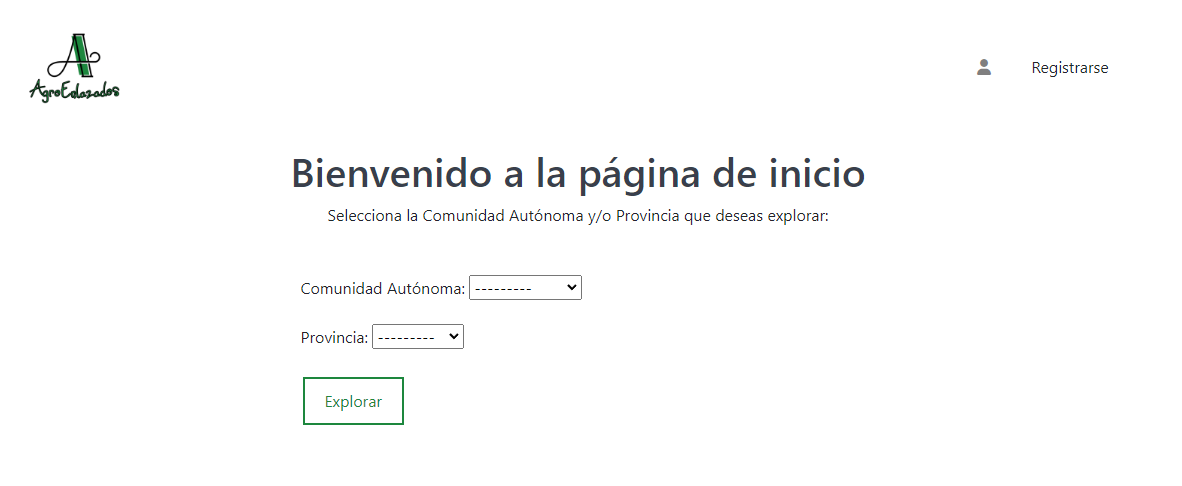 A
AgroEnlazados
Registrarse
Bienvenido a la página de inicio
Selecciona la Comunidad Autónoma y/o Provincia que deseas explorar:
Comunidad Autónoma: ---------
Provincia: ---------
Explorar